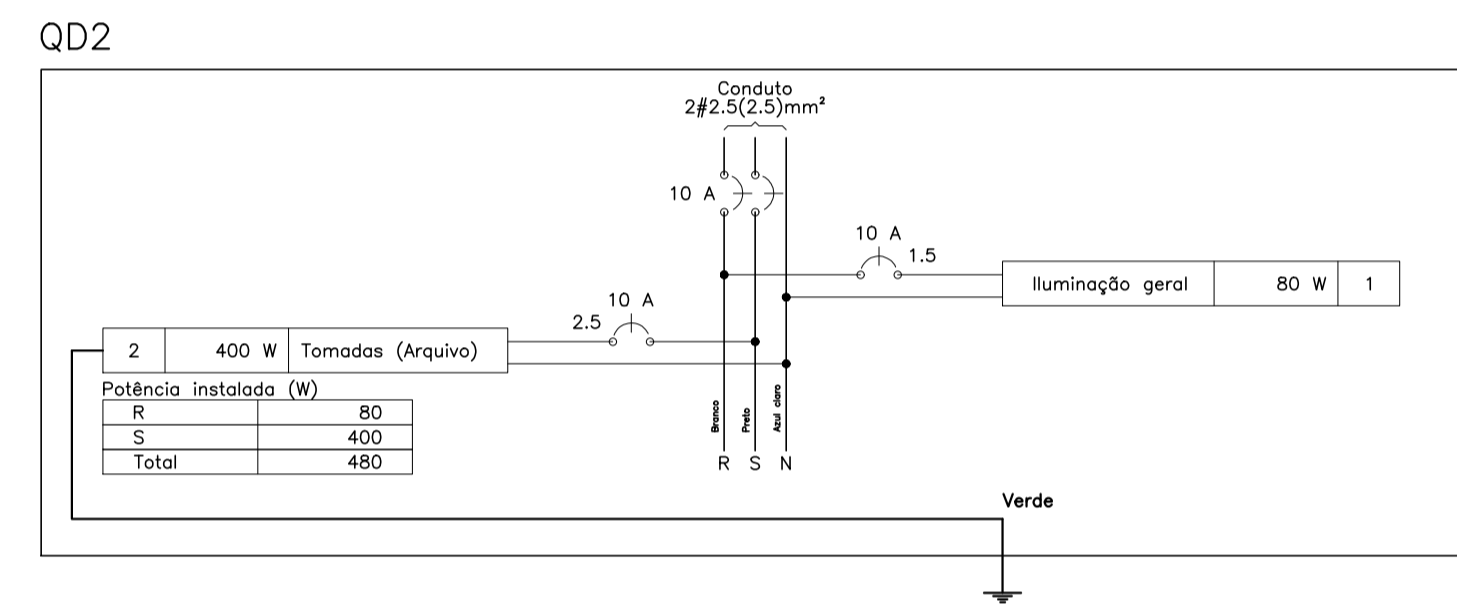 QD2
Conduto
2#2.5(2.5)mm²
10 A
10 A
1.5
Iluminação geral 80 W 1
10 A
2.5
2 400 W Tomadas (Arquivo)
Potência instalada (W)
R 80
S 400
Total 480
Branco
Preto
Azul claro
R S N
Verde